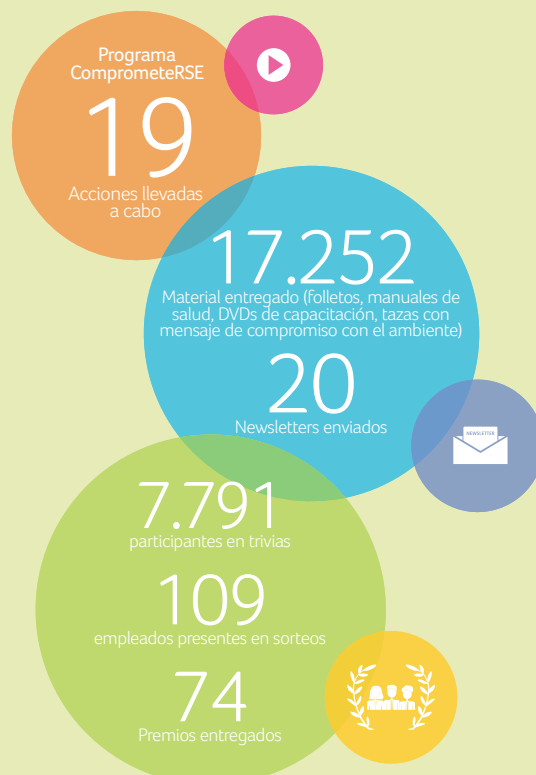 Programa
ComprometeRSE
19
Acciones llevadas
a cabo
17.252
Material entregado (folletos, manuales de
salud, DVDs de capacitación, tazas con
mensaje de compromiso con el ambiente)
20
Newsletters enviados
NEWSLETTER
7.791
participantes en trivias
109
empleados presentes en sorteos
74
Premios entregados